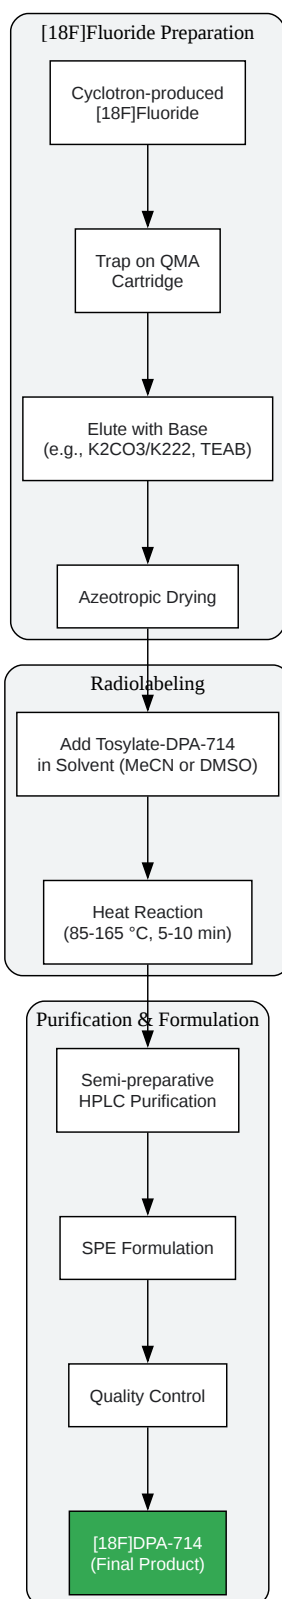 [18F]Fluoride Preparation
Cyclotron-produced
[18F]Fluoride
Trap on QMA
Cartridge
Elute with Base
(e.g., K2CO3/K222, TEAB)
Azeotropic Drying
Radiolabeling
Add Tosylate-DPA-714
in Solvent (MeCN or DMSO)
Heat Reaction
(85-165 °C, 5-10 min)
Purification & Formulation
Semi-preparative
HPLC Purification
SPE Formulation
Quality Control
[18F]DPA-714
(Final Product)